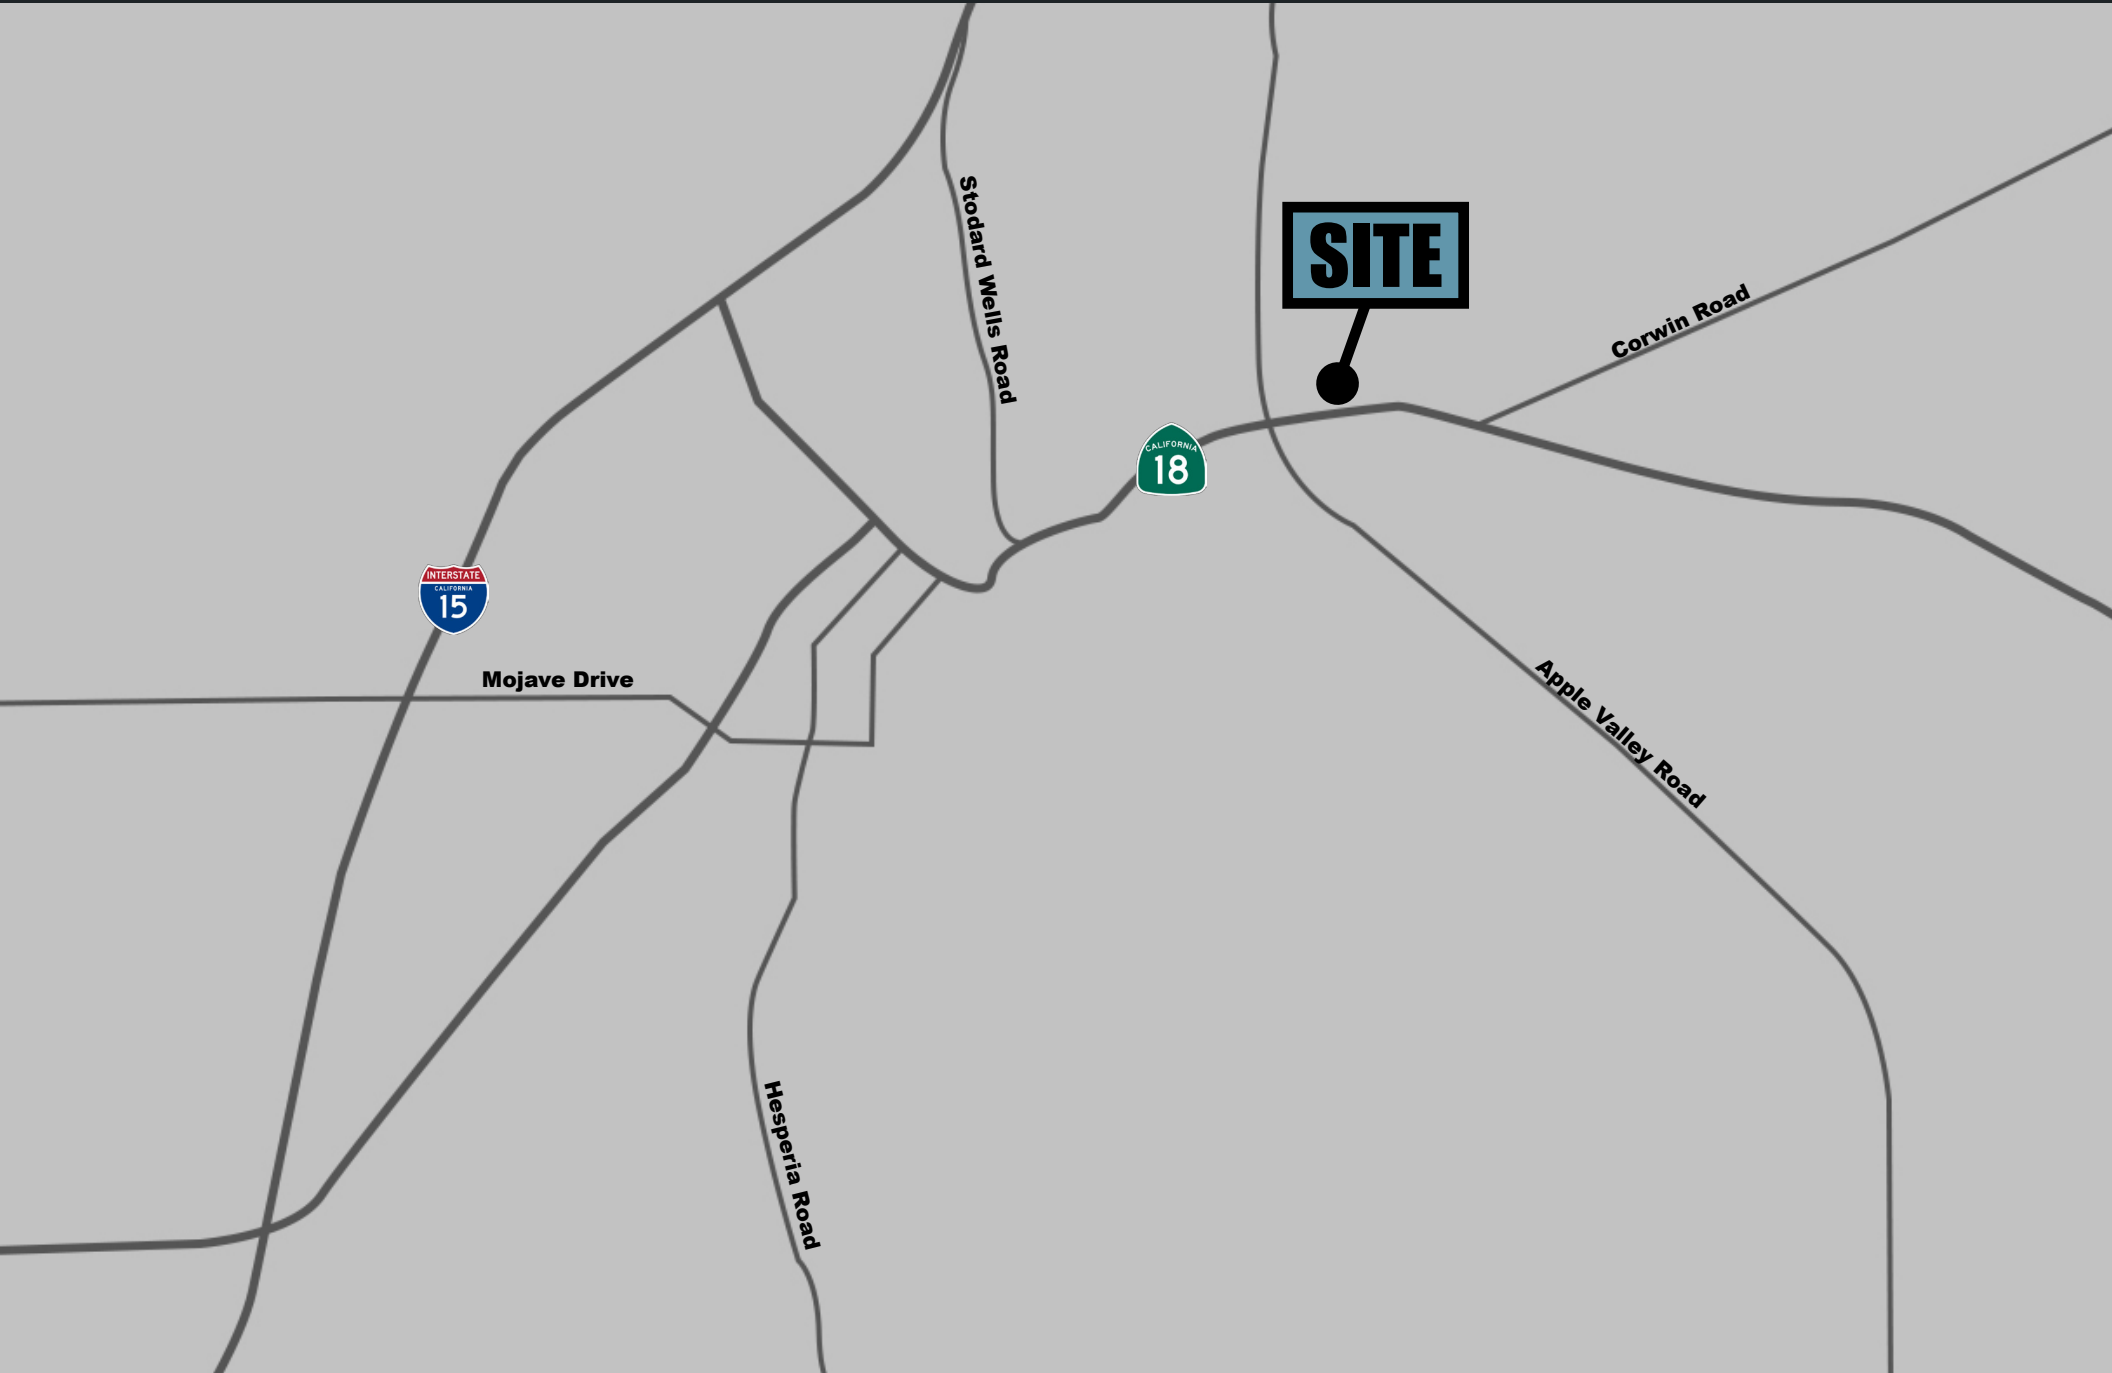 Stodard Wells Road
SITE
Corwin Road
CALIFORNIA
18
INTERSTATE
CALIFORNIA
15
Mojave Drive
Apple Valley Road
Hesperia Road